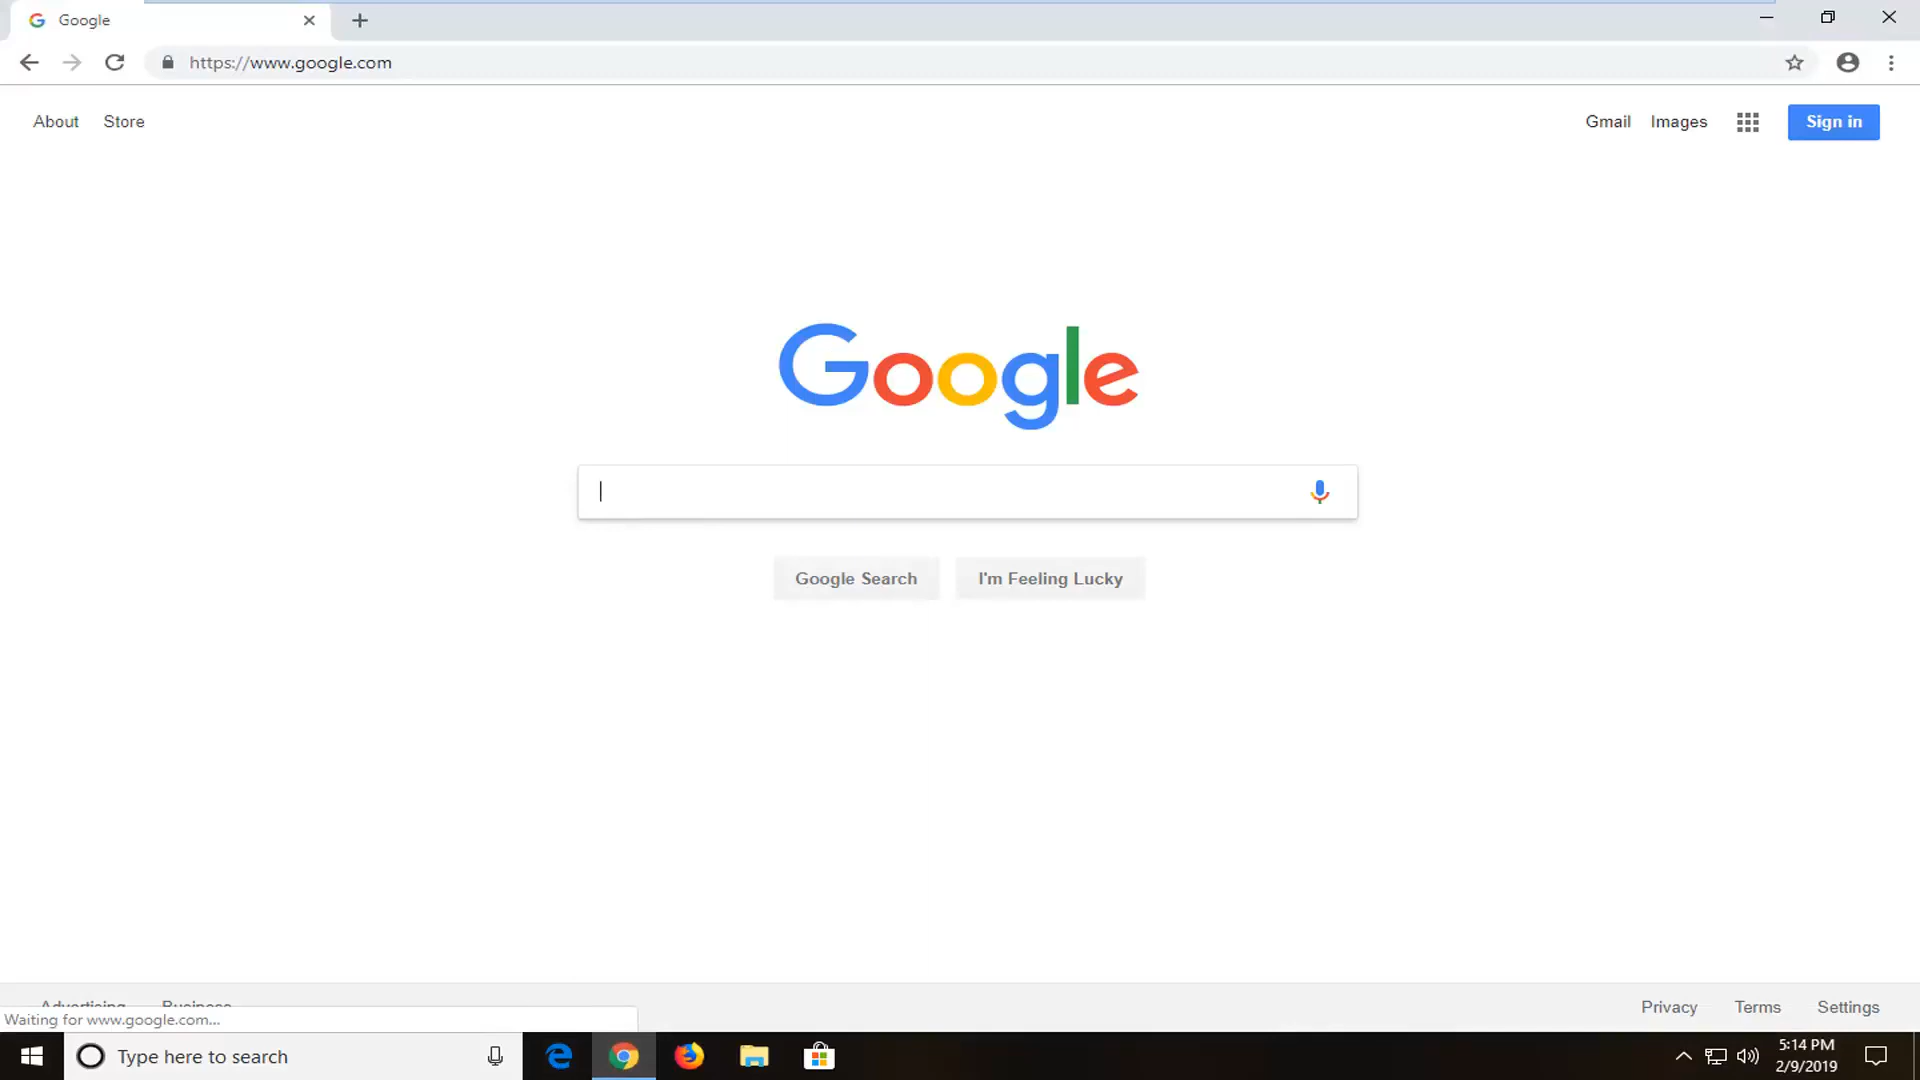 Google
https://www.google.com
About Store
Gmail Images Sign in
Google
Google Search I'm Feeling Lucky
Advertising Business
Privacy Terms Settings
Waiting for www.google.com...
Type here to search
5:14 PM
2/9/2019